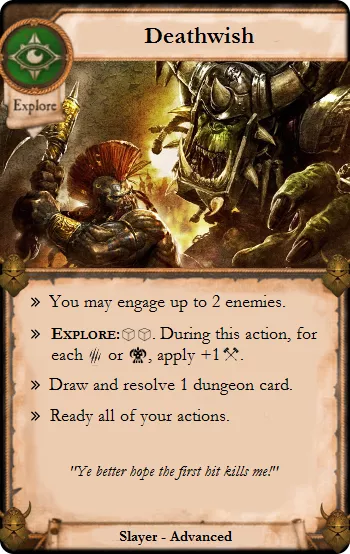 Deathwish
Explore
» You may engage up to 2 enemies.
» EXPLORE: . During this action, for
each or , apply +1 .
» Draw and resolve 1 dungeon card.
» Ready all of your actions.
"Ye better hope the first hit kills me!"
Slayer - Advanced